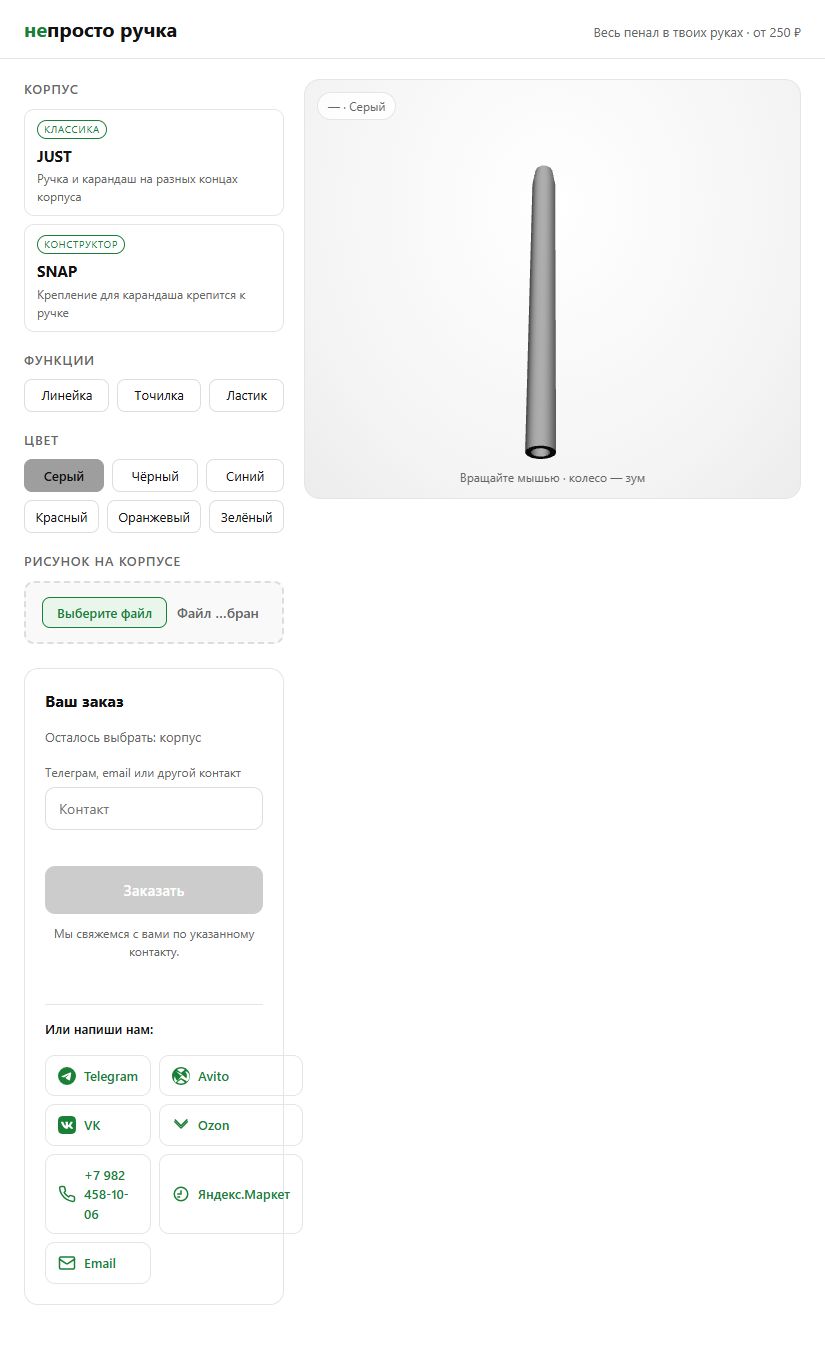 непросто ручка
Весь пенал в твоих руках · от 250 ₽
КОРПУС
КЛАССИКА
JUST
Ручка и карандаш на разных концах
корпуса
КОНСТРУКТОР
SNAP
Крепление для карандаша крепится к
ручке
ФУНКЦИИ
Линейка
Точилка
Ластик
ЦВЕТ
Серый
Чёрный
Синий
Красный
Оранжевый
Зелёный
РИСУНОК НА КОРПУСЕ
Выберите файл
Файл ...бран
— · Серый
Вращайте мышью · колесо — зум
Ваш заказ
Осталось выбрать: корпус
Телеграм, email или другой контакт
Контакт
Заказать
Мы свяжемся с вами по указанному
контакту.
Или напиши нам:
Telegram
Avito
VK
Ozon
+7 982
458-10-
06
Яндекс.Маркет
Email